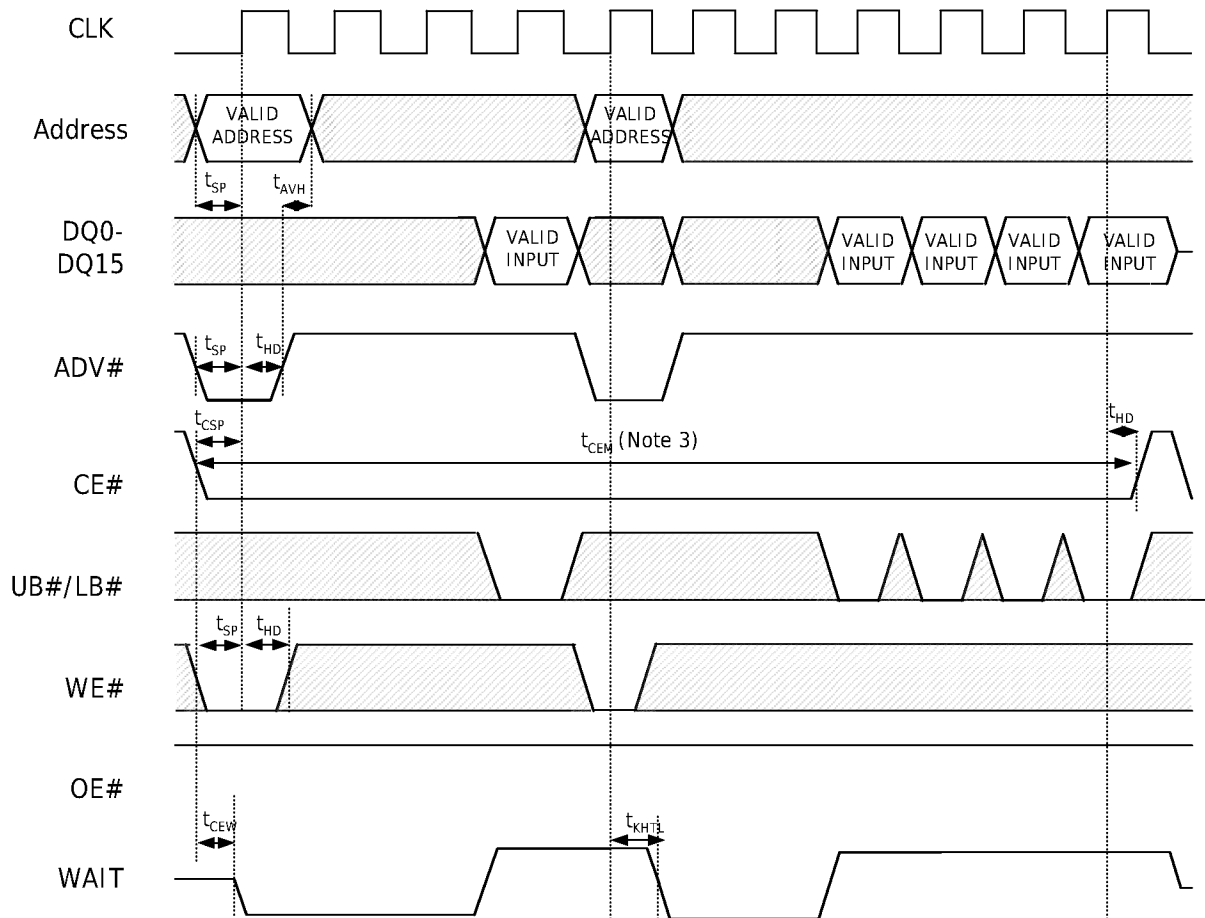 CLK
Address
VALID
ADDRESS
VALID
ADDRESS
tSP
tAVH
DQ0-
DQ15
VALID
INPUT
VALID
INPUT
VALID
INPUT
VALID
INPUT
VALID
INPUT
ADV#
tSP
tHD
tCSP
tCEM (Note 3)
tHD
CE#
UB#/LB#
tSP
tHD
WE#
OE#
tCEW
tKHTL
WAIT